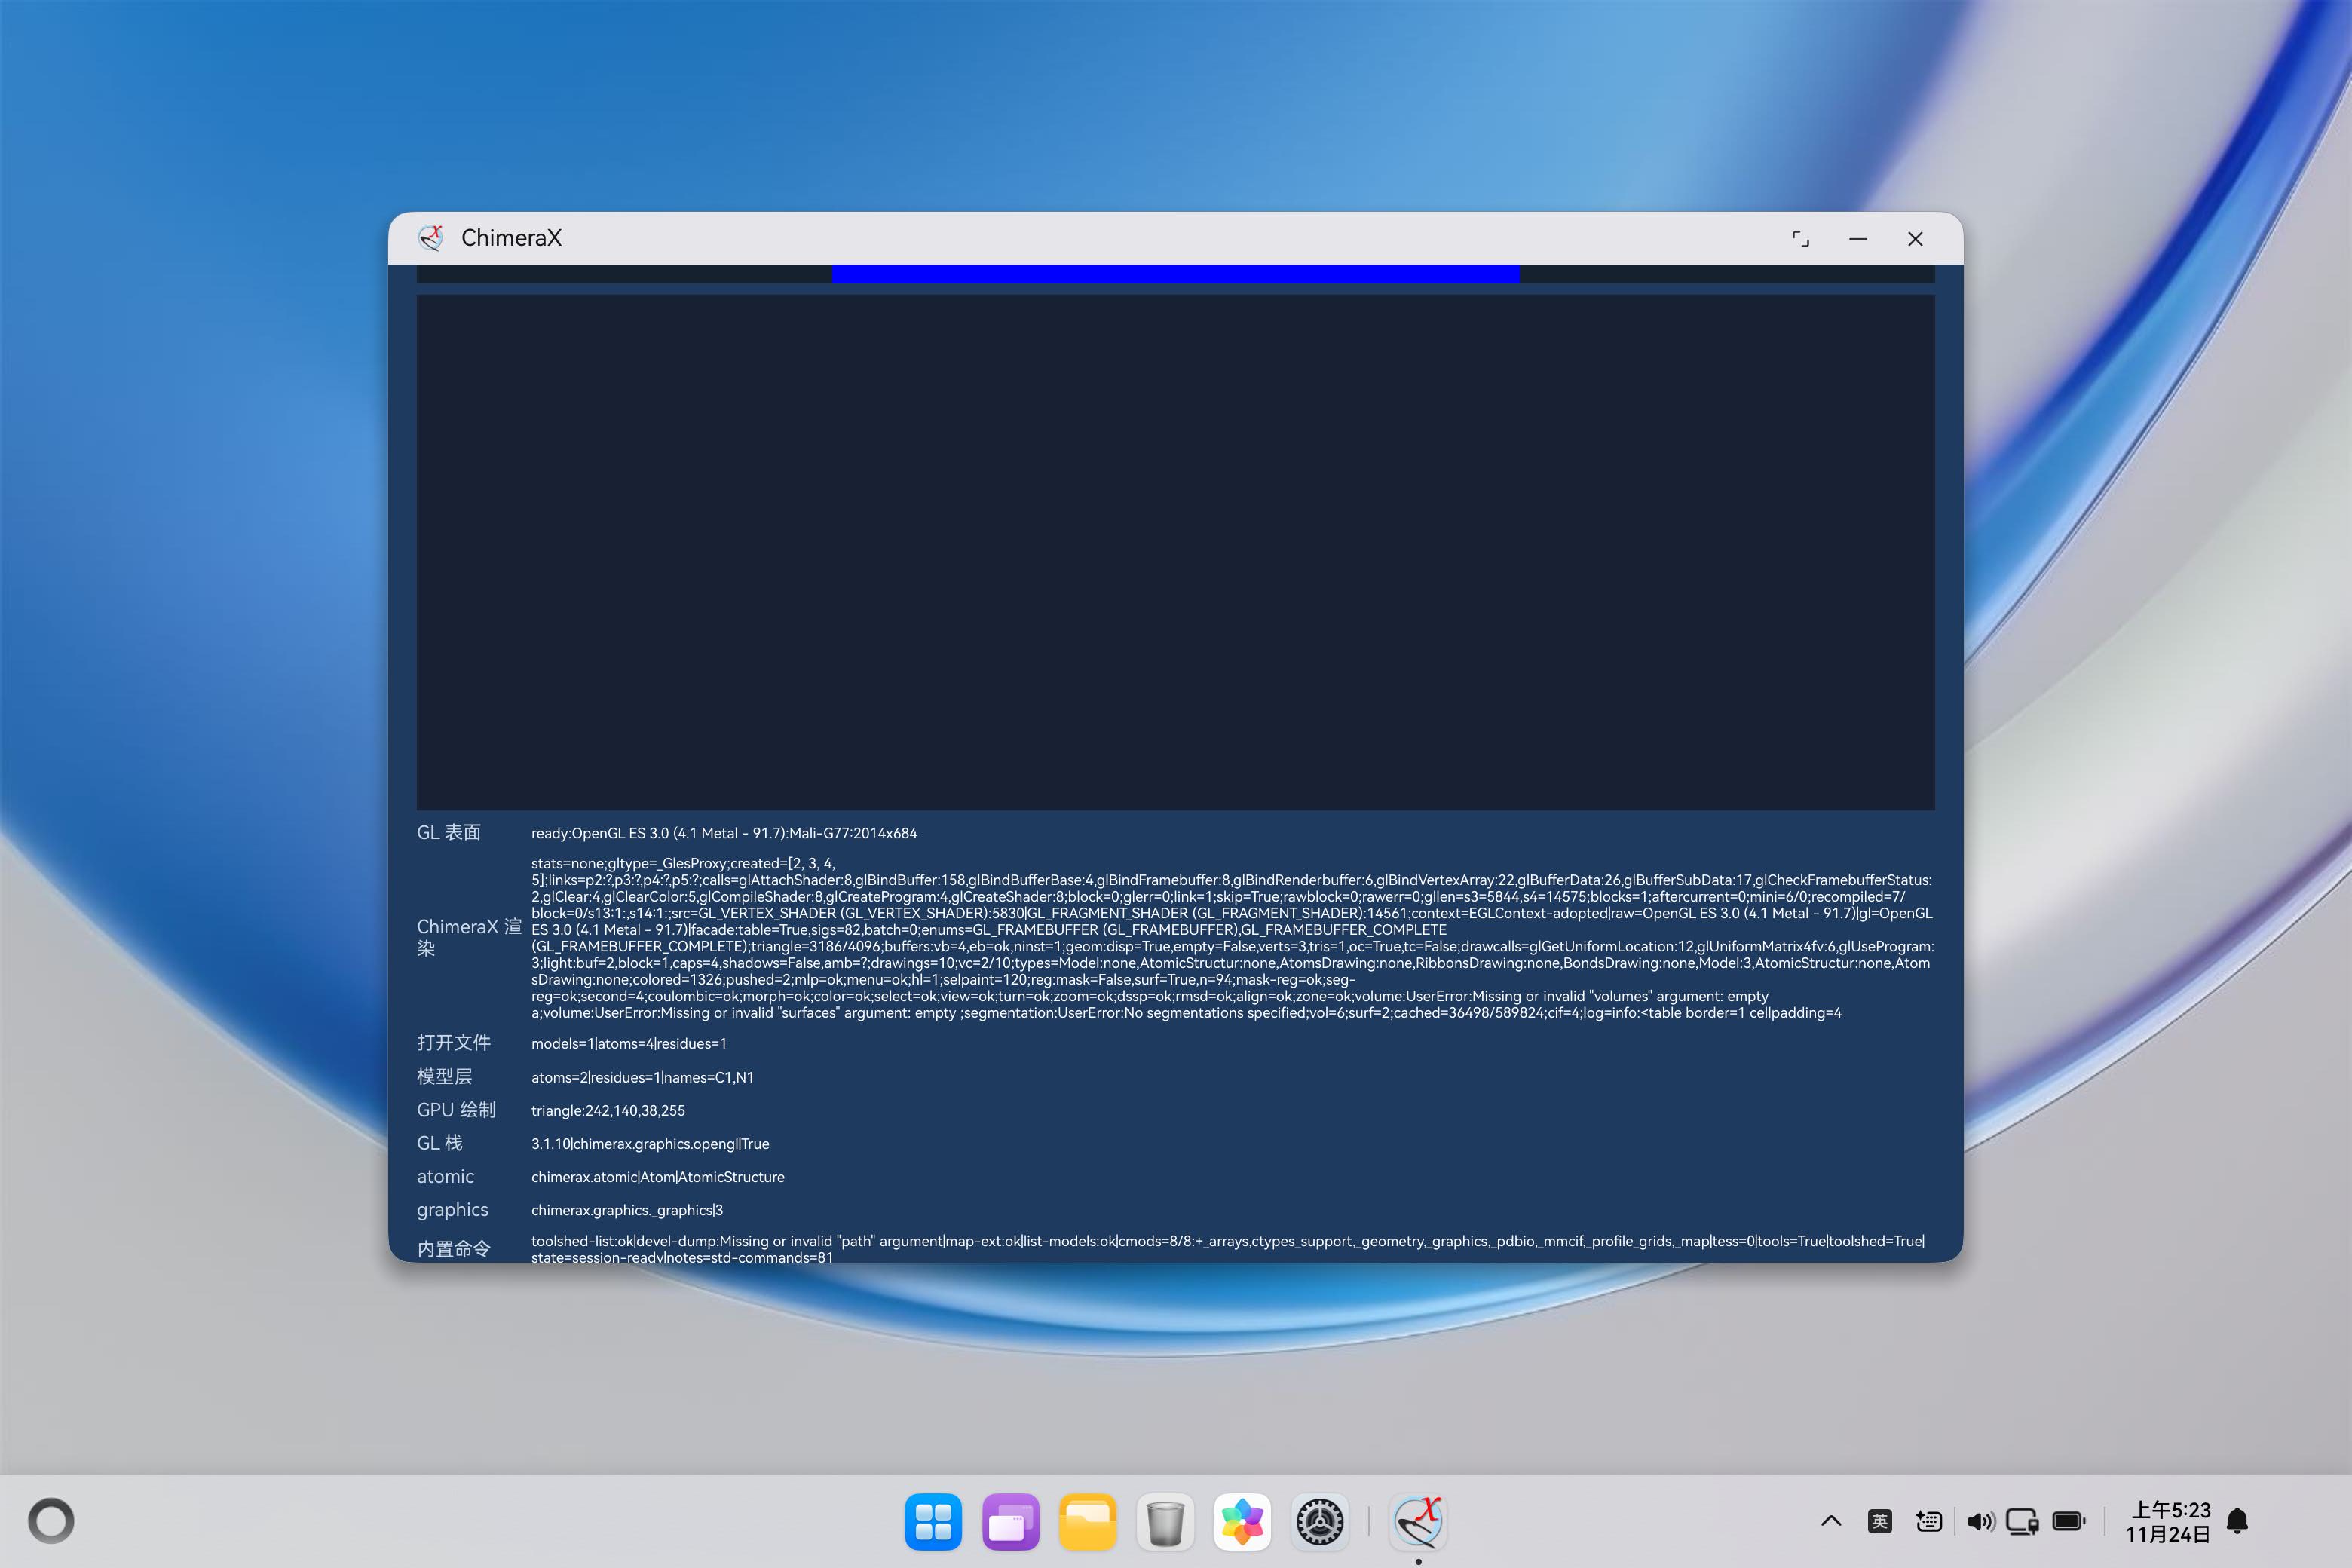 ChimeraX
GL 表面
ready:OpenGL ES 3.0 (4.1 Metal - 91.7):Mali-G77:2014x684
ChimeraX 渲
染
stats=none;gltype=_GlesProxy;created=[2, 3, 4,
5];links=p2:?,p3:?,p4:?,p5:?;calls=glAttachShader:8,glBindBuffer:158,glBindBufferBase:4,glBindFramebuffer:8,glBindRenderbuffer:6,glBindVertexArray:22,glBufferData:26,glBufferSubData:17,glCheckFramebufferStatus:
2,glClear:4,glClearColor:5,glCompileShader:8,glCreateProgram:4,glCreateShader:8;block=0;glerr=0;link=1;skip=True;rawblock=0;rawerr=0;gllen=s3=5844,s4=14575;blocks=1;aftercurrent=0;mini=6/0;recompiled=7/
block=0/s13:1:,s14:1:;src=GL_VERTEX_SHADER (GL_VERTEX_SHADER):5830|GL_FRAGMENT_SHADER (GL_FRAGMENT_SHADER):14561;context=EGLContext-adopted|raw=OpenGL ES 3.0 (4.1 Metal - 91.7)|gl=OpenGL
ES 3.0 (4.1 Metal - 91.7)|facade:table=True,sigs=82,batch=0;enums=GL_FRAMEBUFFER (GL_FRAMEBUFFER),GL_FRAMEBUFFER_COMPLETE
(GL_FRAMEBUFFER_COMPLETE);triangle=3186/4096;buffers:vb=4,eb=ok,ninst=1;geom:disp=True,empty=False,verts=3,tris=1,oc=True,tc=False;drawcalls=glGetUniformLocation:12,glUniformMatrix4fv:6,glUseProgram:
3;light:buf=2,block=1,caps=4,shadows=False,amb=?;drawings=10;vc=2/10;types=Model:none,AtomicStructur:none,AtomsDrawing:none,RibbonsDrawing:none,BondsDrawing:none,Model:3,AtomicStructur:none,Atom
sDrawing:none;colored=1326;pushed=2;mlp=ok;menu=ok;hl=1;selpaint=120;reg:mask=False,surf=True,n=94;mask-reg=ok;seg-
reg=ok;second=4;coulombic=ok;morph=ok;color=ok;select=ok;view=ok;turn=ok;zoom=ok;dssp=ok;rmsd=ok;align=ok;zone=ok;volume:UserError:Missing or invalid "volumes" argument: empty
a;volume:UserError:Missing or invalid "surfaces" argument: empty ;segmentation:UserError:No segmentations specified;vol=6;surf=2;cached=36498/589824;cif=4;log=info:<table border=1 cellpadding=4
打开文件
models=1|atoms=4|residues=1
模型层
atoms=2|residues=1|names=C1,N1
GPU 绘制
triangle:242,140,38,255
GL 栈
3.1.10|chimerax.graphics.opengl|True
atomic
chimerax.atomic|Atom|AtomicStructure
graphics
chimerax.graphics._graphics|3
内置命令
toolshed-list:ok|devel-dump:Missing or invalid "path" argument|map-ext:ok|list-models:ok|cmods=8/8:+_arrays,ctypes_support,_geometry,_graphics,_pdbio,_mmcif,_profile_grids,_map|tess=0|tools=True|toolshed=True|
state=session-ready|notes=std-commands=81
英
上午5:23
11月24日